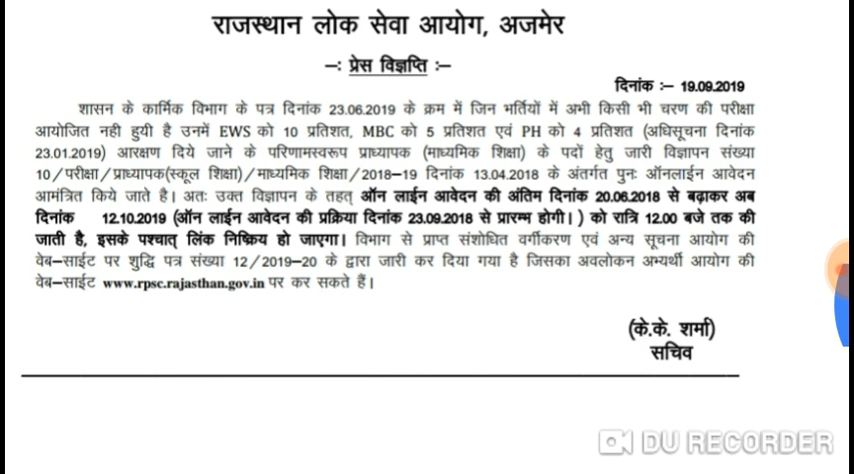 राजस्थान लोक सेवा आयोग, अजमेर
–: प्रेस विज्ञप्ति :–
दिनांक :– 19.09.2019
शासन के कार्मिक विभाग के पत्र दिनांक 23.06.2019 के क्रम में जिन भर्तियों में अभी किसी भी चरण की परीक्षा
आयोजित नही हुयी है उनमें EWS को 10 प्रतिशत, MBC को 5 प्रतिशत एवं PH को 4 प्रतिशत (अधिसूचना दिनांक
23.01.2019) आरक्षण दिये जाने के परिणामस्वरूप प्राध्यापक (माध्यमिक शिक्षा) के पदों हेतु जारी विज्ञापन संख्या
10/परीक्षा/प्राध्यापक(स्कूल शिक्षा)/माध्यमिक शिक्षा/2018–19 दिनांक 13.04.2018 के अंतर्गत पुनः ऑनलाईन आवेदन
आमंत्रित किये जाते है। अतः उक्त विज्ञापन के तहत् ऑन लाईन आवेदन की अंतिम दिनांक 20.06.2018 से बढ़ाकर अब
दिनांक 12.10.2019 (ऑन लाईन आवेदन की प्रक्रिया दिनांक 23.09.2018 से प्रारम्भ होगी।) को रात्रि 12.00 बजे तक की
जाती है, इसके पश्चात् लिंक निष्क्रिय हो जाएगा। विभाग से प्राप्त संशोधित वर्गीकरण एवं अन्य सूचना आयोग की
वेब–साईट पर शुद्धि पत्र संख्या 12/2019–20 के द्वारा जारी कर दिया गया है जिसका अवलोकन अभ्यर्थी आयोग की
वेब–साईट www.rpsc.rajasthan.gov.in पर कर सकते हैं।
(के.के. शर्मा)
सचिव
DU RECORDER